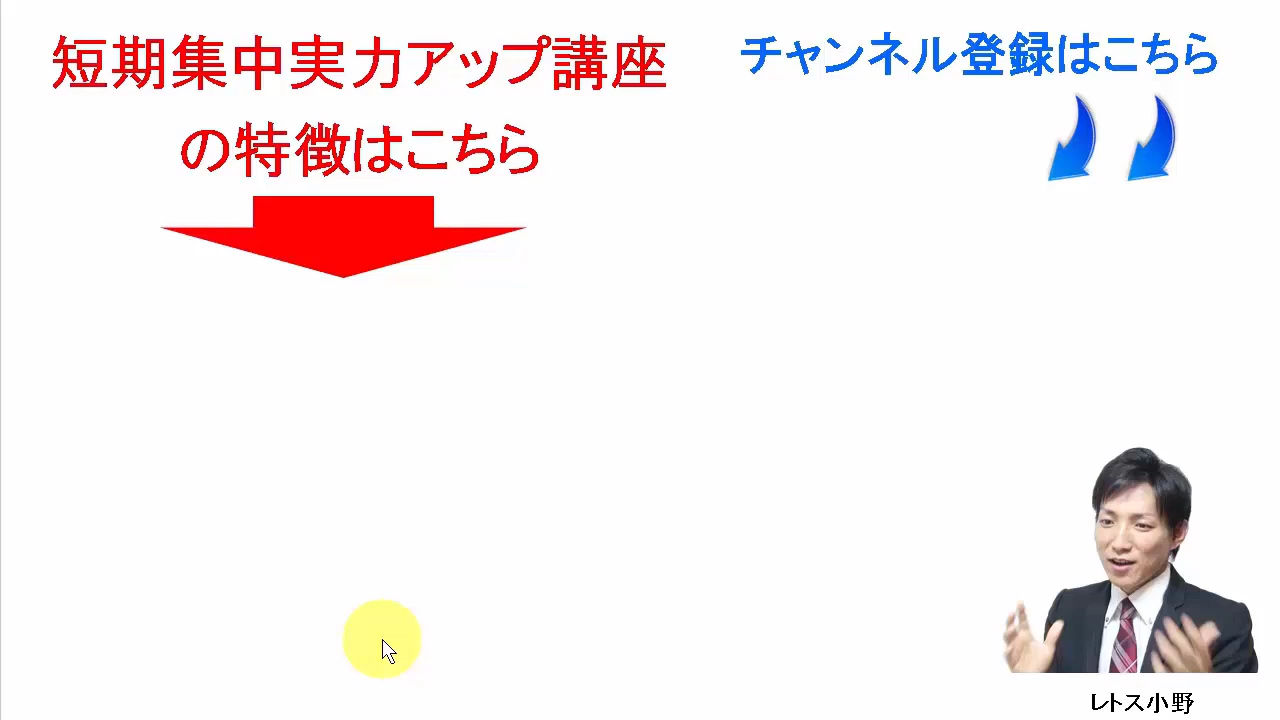 短期集中実力アップ講座
の特徴はこちら
チャンネル登録はこちら
レトス小野